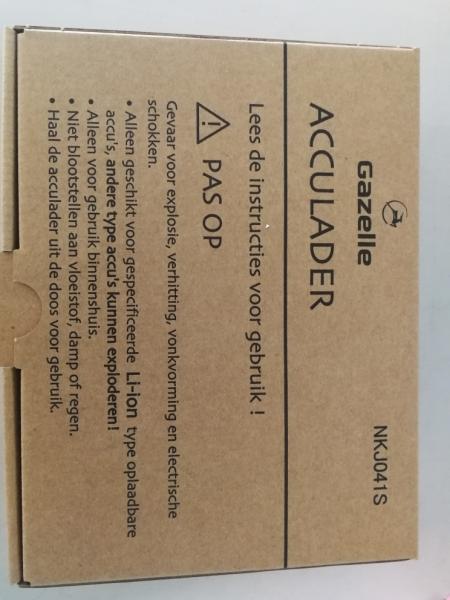 Gazelle
NKJ041S
ACCULADER
Lees de instructies voor gebruik !
PAS OP
Gevaar voor explosie, verhitting, vonkvorming en electrische
schokken.
• Alleen geschikt voor gespecificeerde Li-ion type oplaadbare
accu's, andere type accu's kunnen exploderen!
• Alleen voor gebruik binnenshuis.
• Niet blootstellen aan vloeistof, damp of regen.
• Haal de acculader uit de doos voor gebruik.